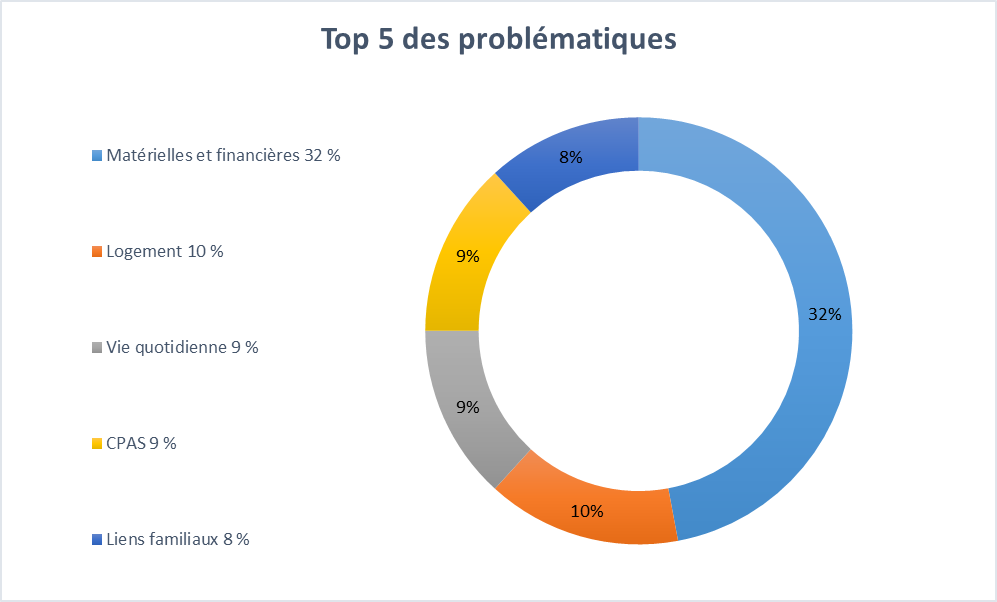 Top 5 des problématiques
Matérielles et financières 32 %
Logement 10 %
Vie quotidienne 9 %
CPAS 9 %
Liens familiaux 8 %
8%
9%
32%
9%
10%